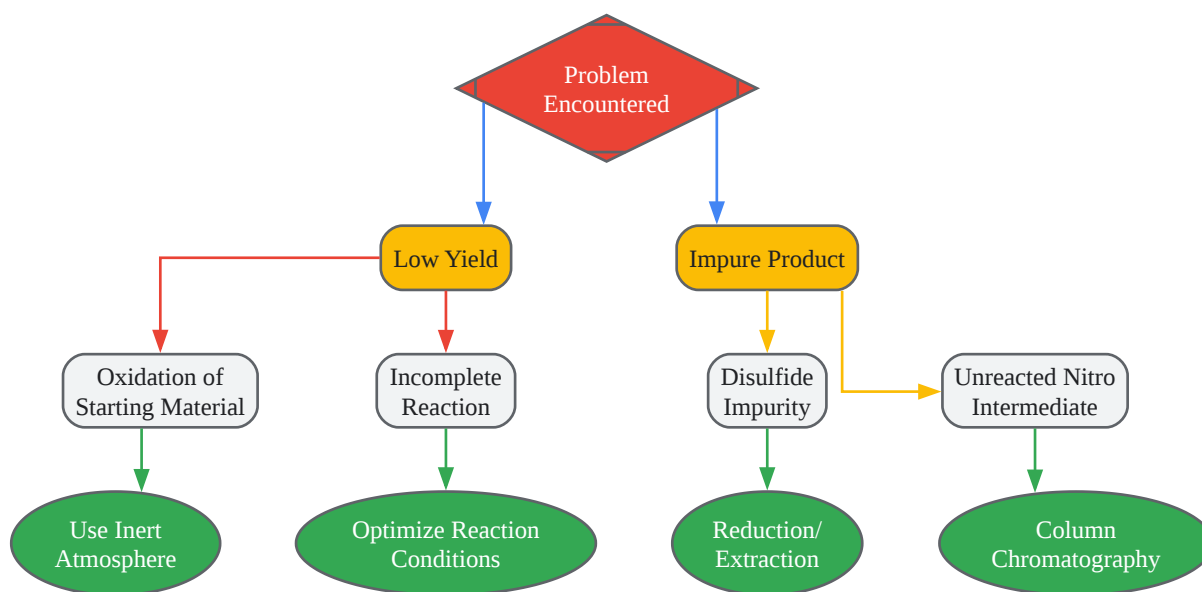 Problem
Encountered
Low Yield
Impure Product
Oxidation of
Starting Material
Incomplete
Reaction
Disulfide
Impurity
Unreacted Nitro
Intermediate
Use Inert
Atmosphere
Optimize Reaction
Conditions
Reduction/
Extraction
Column
Chromatography